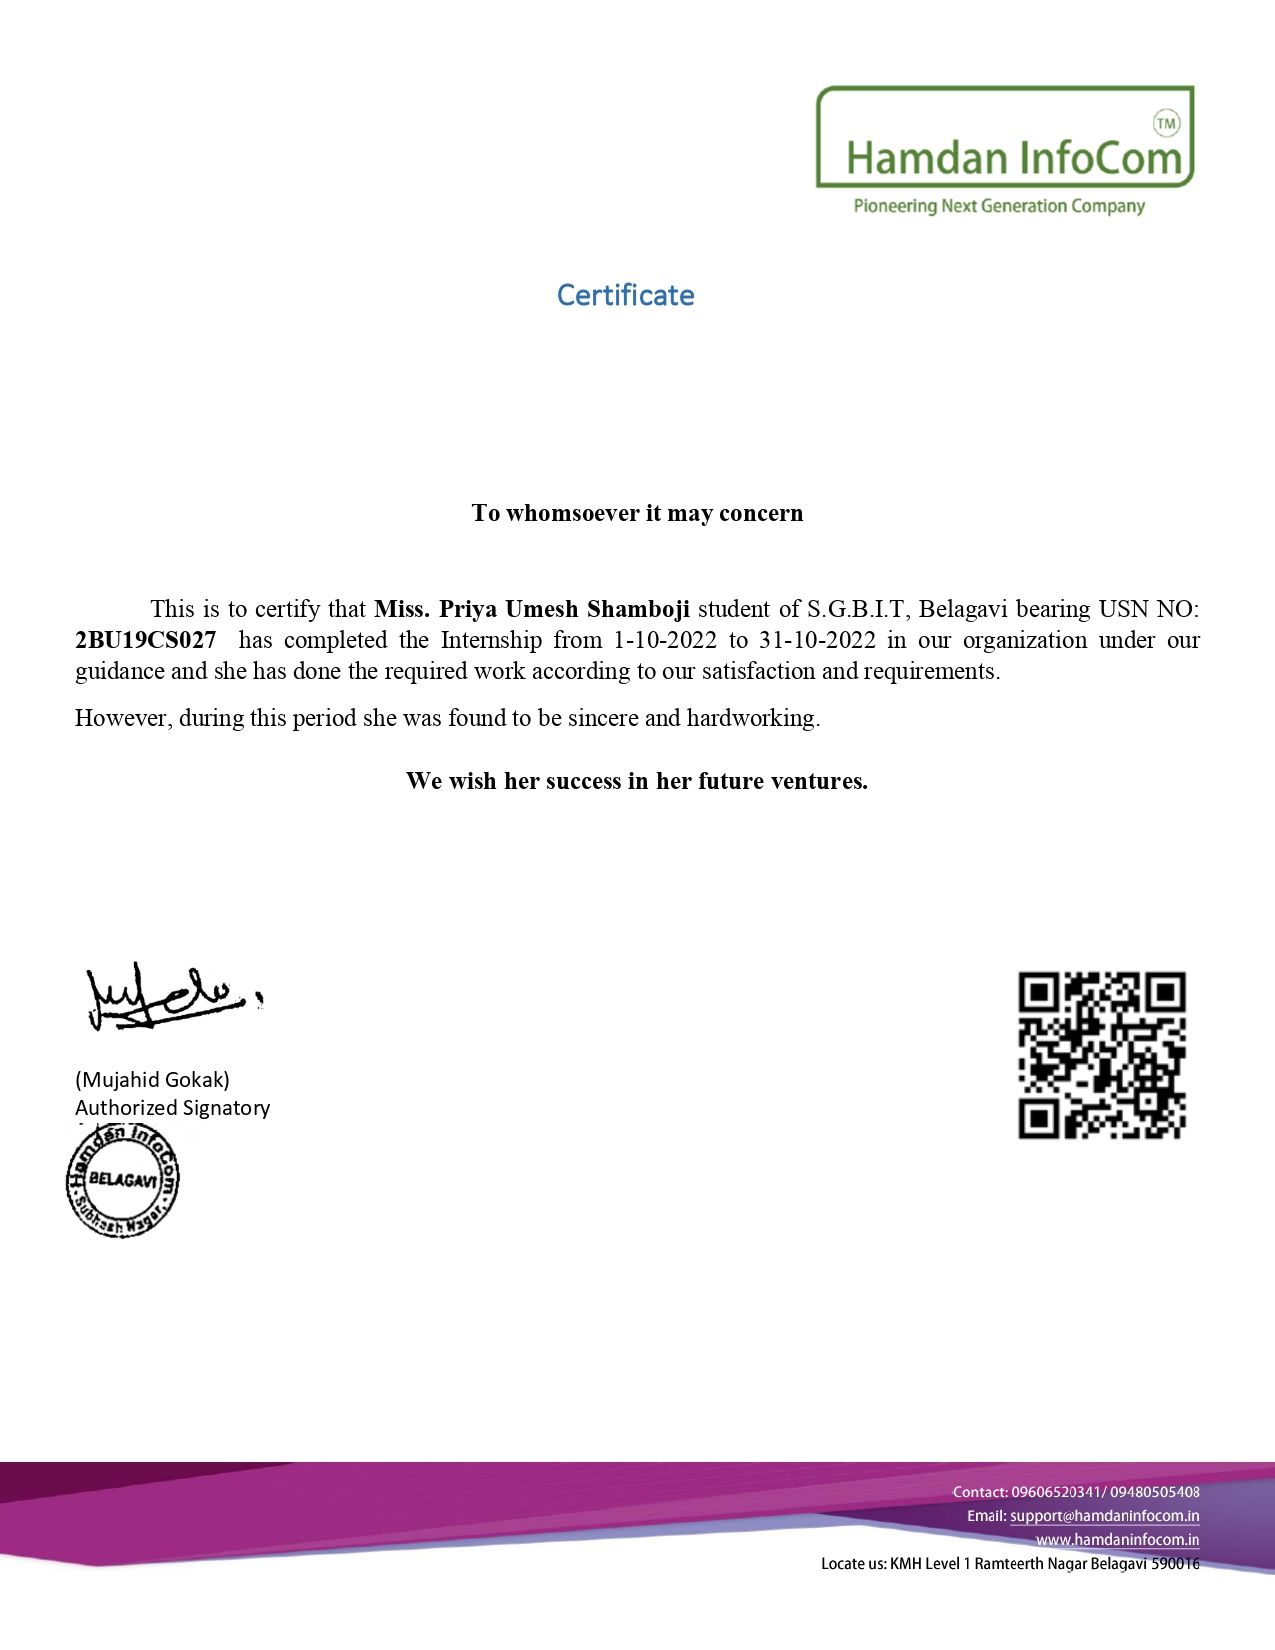 TM
Hamdan InfoCom
Pioneering Next Generation Company
Certificate
To whomsoever it may concern
This is to certify that Miss. Priya Umesh Shamboji student of S.G.B.I.T, Belagavi bearing USN NO:
2BU19CS027 has completed the Internship from 1-10-2022 to 31-10-2022 in our organization under our
guidance and she has done the required work according to our satisfaction and requirements.
However, during this period she was found to be sincere and hardworking.
We wish her success in her future ventures.
(Mujahid Gokak)
Authorized Signatory
Hamdan InfoCom
BELAGAVI
Subhash Nagar,
Contact: 09606520341/ 09480505408
Email: support@hamdaninfocom.in
www.hamdaninfocom.in
Locate us: KMH Level 1 Ramteerth Nagar Belagavi 590016